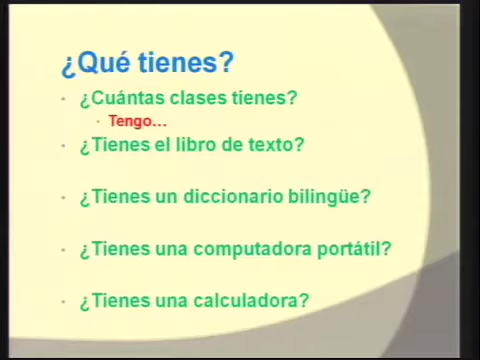 ¿Qué tienes?
¿Cuántas clases tienes?
Tengo...
¿Tienes el libro de texto?
¿Tienes un diccionario bilingüe?
¿Tienes una computadora portátil?
¿Tienes una calculadora?